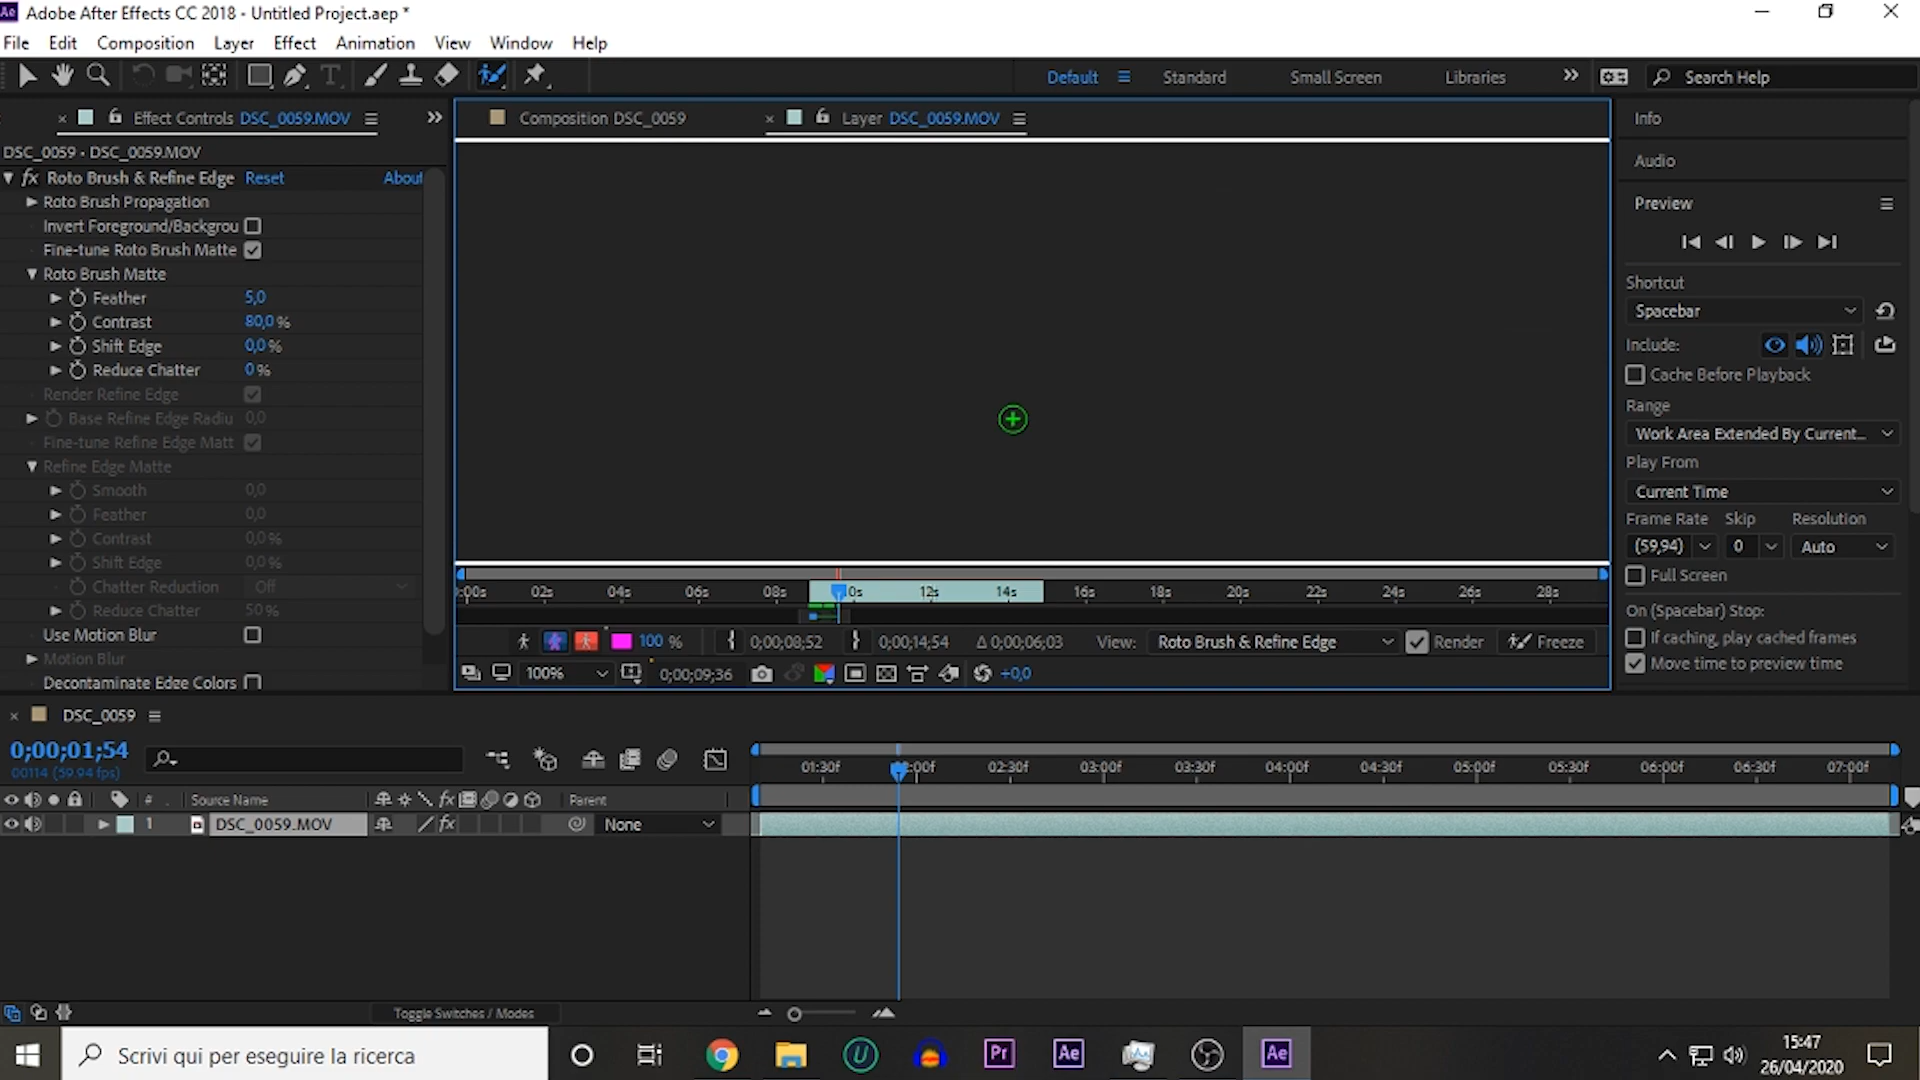 Ae Adobe After Effects CC 2018 - Untitled Project.aep *
File Edit Composition Layer Effect Animation View Window Help
Default Standard Small Screen Libraries Search Help
Effect Controls DSC_0059.MOV
Composition DSC_0059
Layer DSC_0059.MOV
DSC_0059 • DSC_0059.MOV
fx Roto Brush & Refine Edge Reset About
Roto Brush Propagation
Invert Foreground/Backgrou
Fine-tune Roto Brush Matte
Roto Brush Matte
Feather 5,0
Contrast 80,0 %
Shift Edge 0,0 %
Reduce Chatter 0 %
Render Refine Edge
Base Refine Edge Radiu 0,0
Fine-tune Refine Edge Matt
Refine Edge Matte
Smooth 0,0
Feather 0,0
Contrast 0,0 %
Shift Edge 0,0 %
Chatter Reduction Off
Reduce Chatter 50 %
Use Motion Blur
Motion Blur
Decontaminate Edge Colors
:00s 02s 04s 06s 08s 10s 12s 14s 16s 18s 20s 22s 24s 26s 28s
100 % 0;00;08;52 0;00;14;54 Δ 0;00;06;03 View: Roto Brush & Refine Edge Render Freeze
100% 0;00;09;36 +0,0
Info
Audio
Preview
Shortcut
Spacebar
Include:
Cache Before Playback
Range
Work Area Extended By Current...
Play From
Current Time
Frame Rate Skip Resolution
(59,94) 0 Auto
Full Screen
On (Spacebar) Stop:
If caching, play cached frames
Move time to preview time
DSC_0059
0;00;01;54
00114 (59.94 fps)
01:30f 02:00f 02:30f 03:00f 03:30f 04:00f 04:30f 05:00f 05:30f 06:00f 06:30f 07:00f
# Source Name fx Parent
1 DSC_0059.MOV fx None
Toggle Switches / Modes
Scrivi qui per eseguire la ricerca
U Pr Ae Ae
15:47
26/04/2020